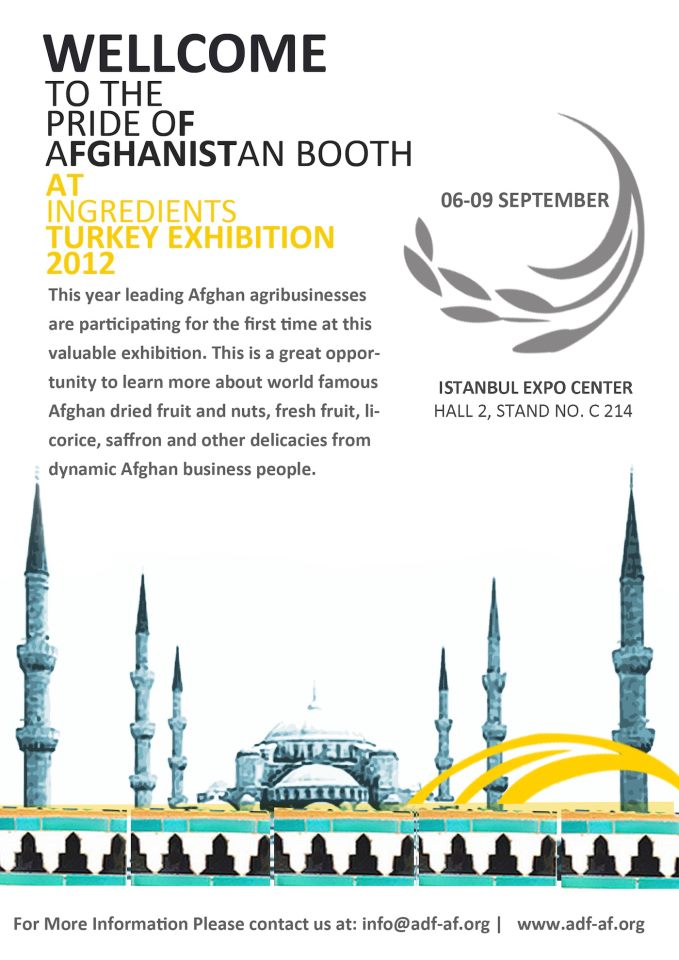 WELLCOME
TO THE
PRIDE OF
AFGHANISTAN BOOTH
AT
INGREDIENTS
TURKEY EXHIBITION
2012
This year leading Afghan agribusinesses
are participating for the first time at this
valuable exhibition. This is a great oppor-
tunity to learn more about world famous
Afghan dried fruit and nuts, fresh fruit, li-
corice, saffron and other delicacies from
dynamic Afghan business people.
06-09 SEPTEMBER
ISTANBUL EXPO CENTER
HALL 2, STAND NO. C 214
For More Information Please contact us at: info@adf-af.org | www.adf-af.org